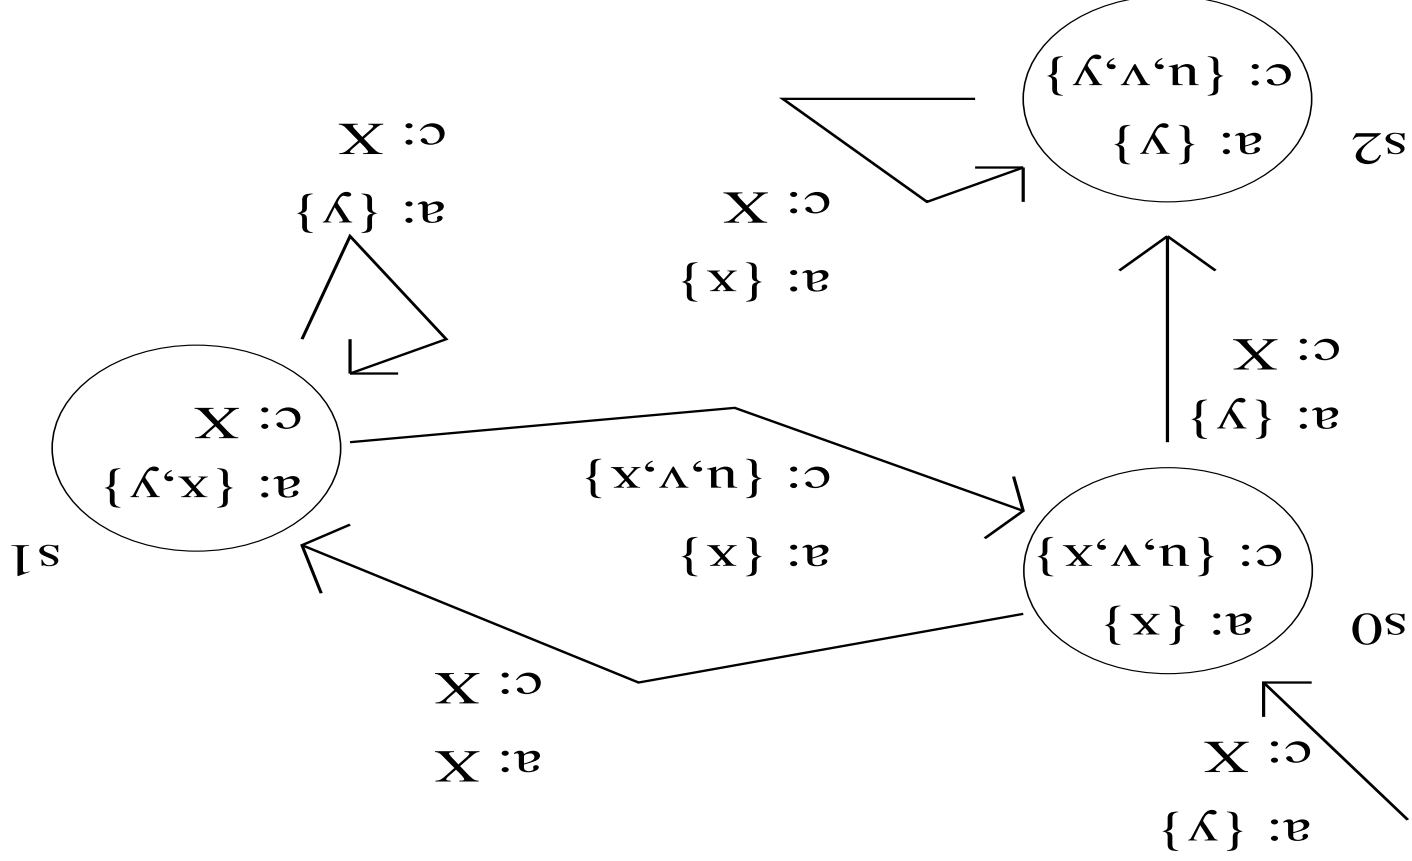 a: {y}
c: X
a: X
c: X
s0
a: {x}
c: {u,v,x}
a: {x}
c: {u,v,x}
s1
a: {x,y}
c: X
a: {y}
c: X
a: {x}
c: X
a: {y}
c: X
s2
a: {y}
c: {u,v,y}